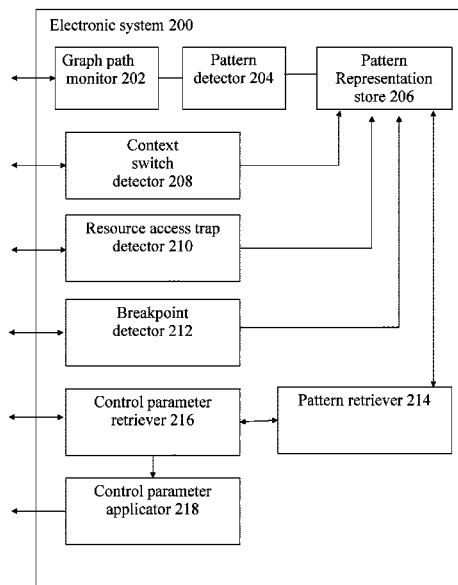 Electronic system 200
Graph path
monitor 202
Pattern
detector 204
Pattern
Representation
store 206
Context
switch
detector 208
Resource access trap
detector 210
Breakpoint
detector 212
Control parameter
retriever 216
Pattern retriever 214
Control parameter
applicator 218